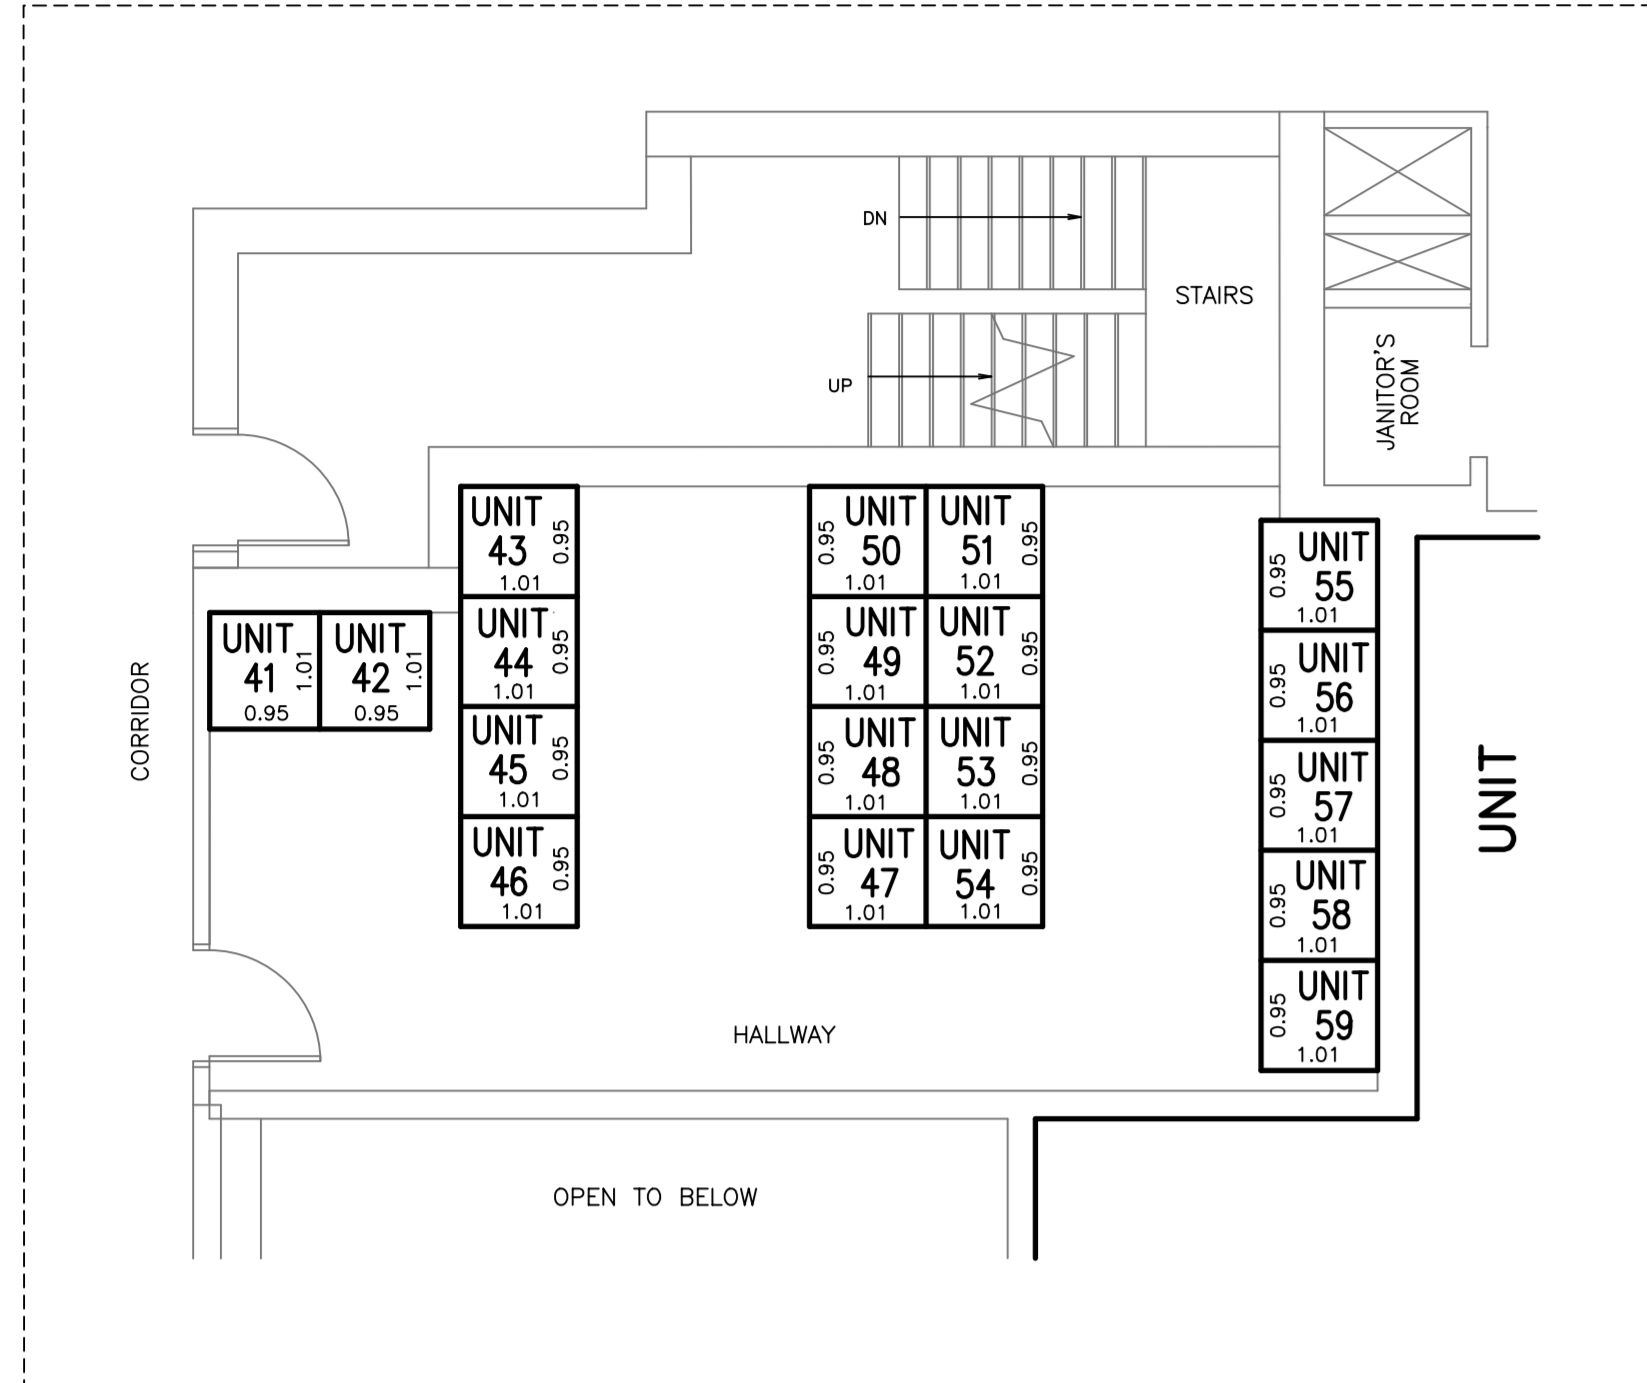 DN
STAIRS
UP
JANITOR'S
ROOM
UNIT
43
0.95
1.01
UNIT
44
0.95
1.01
UNIT
45
0.95
1.01
UNIT
46
0.95
1.01
UNIT
41
1.01
0.95
UNIT
42
1.01
0.95
CORRIDOR
UNIT
50
0.95
1.01
UNIT
51
0.95
1.01
UNIT
49
0.95
1.01
UNIT
52
0.95
1.01
UNIT
48
0.95
1.01
UNIT
53
0.95
1.01
UNIT
47
0.95
1.01
UNIT
54
0.95
1.01
UNIT
55
0.95
1.01
UNIT
56
0.95
1.01
UNIT
57
0.95
1.01
UNIT
58
0.95
1.01
UNIT
59
0.95
1.01
UNIT
HALLWAY
OPEN TO BELOW